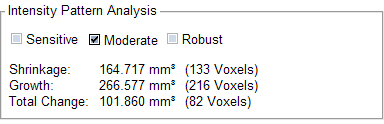 Intensity Pattern Analysis
Sensitive Moderate Robust
Shrinkage: 164.717 mm³ (133 Voxels)
Growth: 266.577 mm³ (216 Voxels)
Total Change: 101.860 mm³ (82 Voxels)